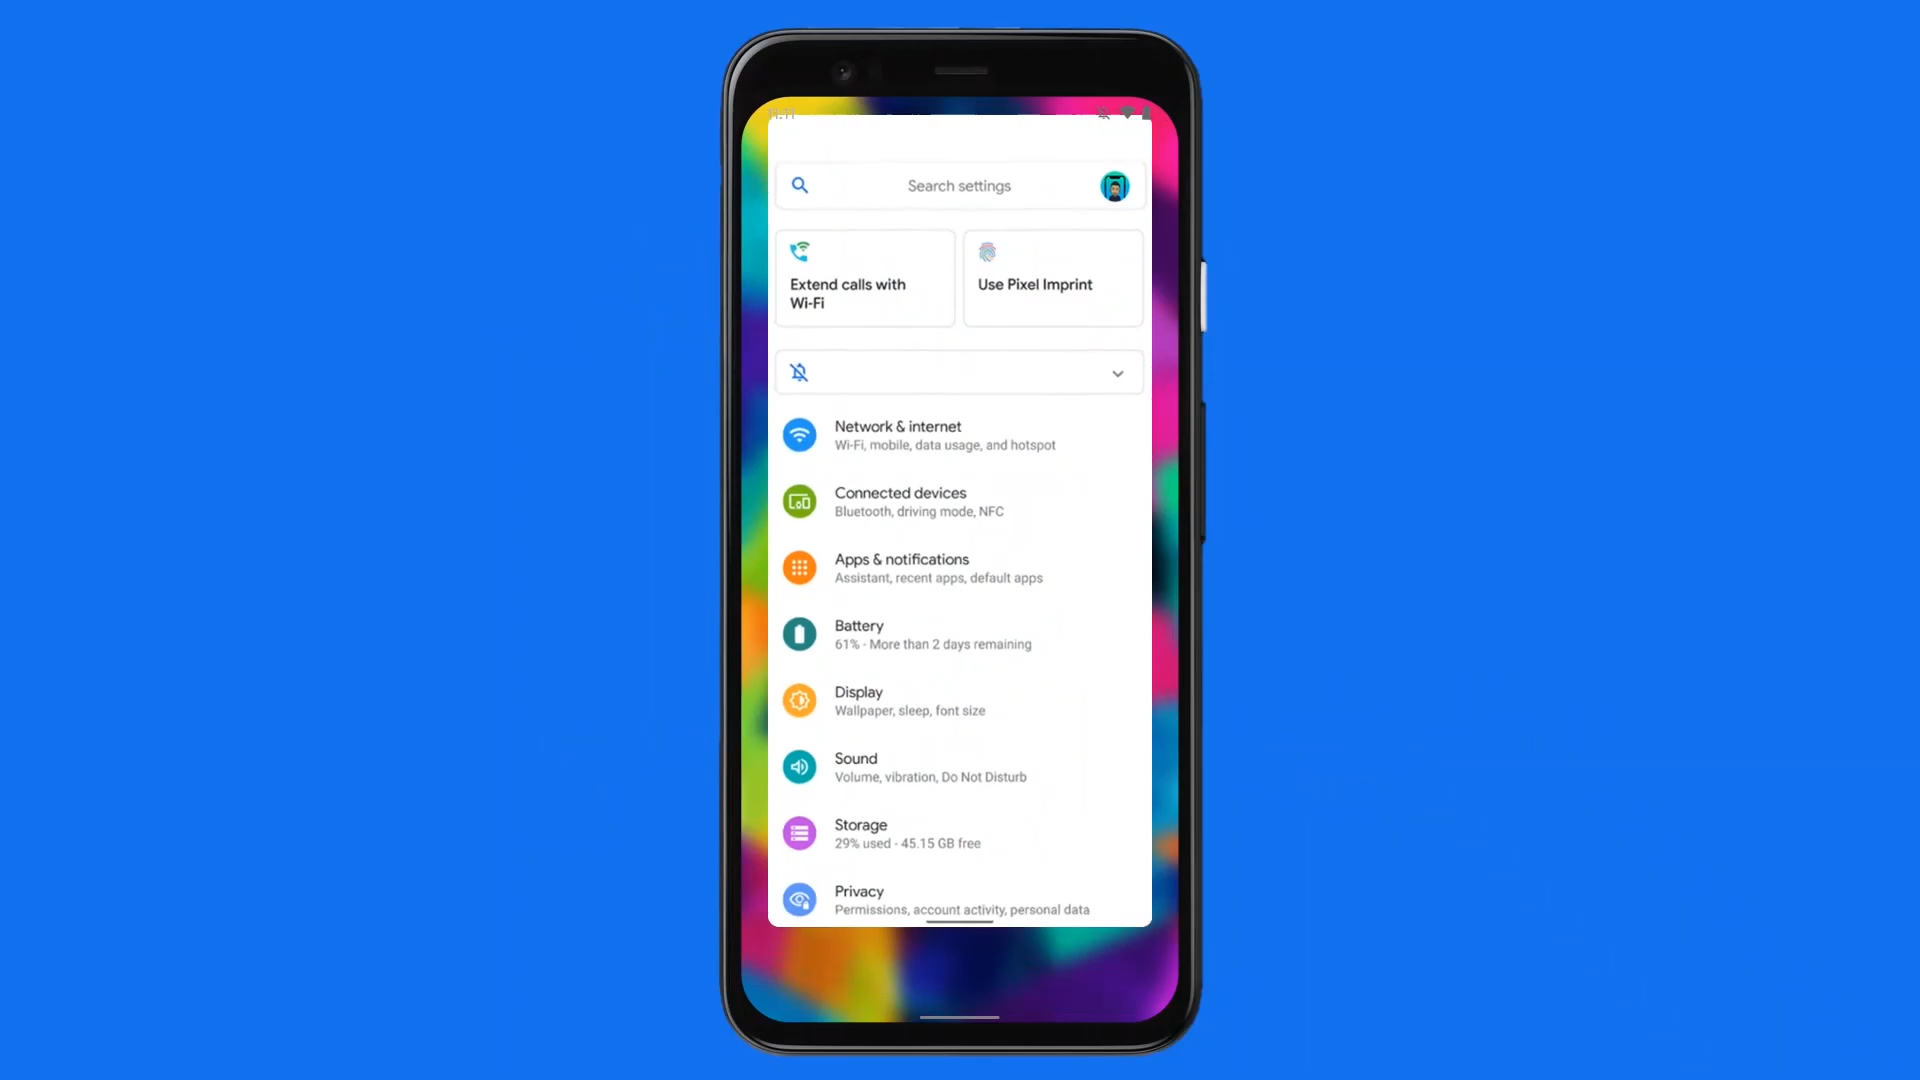 Search settings
Extend calls with
Wi-Fi
Use Pixel Imprint
Network & internet
Wi-Fi, mobile, data usage, and hotspot
Connected devices
Bluetooth, driving mode, NFC
Apps & notifications
Assistant, recent apps, default apps
Battery
61% - More than 2 days remaining
Display
Wallpaper, sleep, font size
Sound
Volume, vibration, Do Not Disturb
Storage
29% used - 45.15 GB free
Privacy
Permissions, account activity, personal data